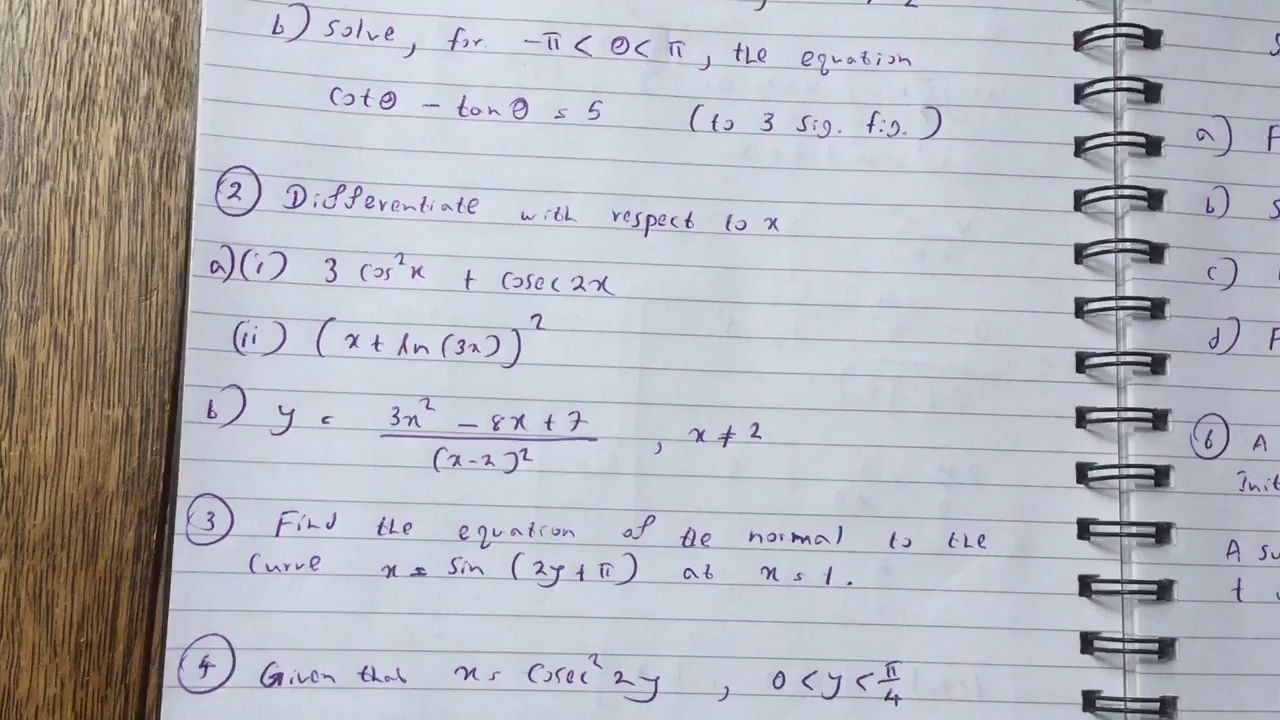 b) solve, for -π < θ < π, the equation
cotθ - tanθ = 5 (to 3 sig. fig.)
② Differentiate with respect to x
a)(i) 3 cos²x + cosec 2x
(ii) (x + ln(3x))²
b) y = (3x² - 8x + 7)/(x-2)², x ≠ 2
③ Find the equation of the normal to the
curve x = sin (2y + π) at x = 1.
④ Given that x = cosec² 2y, 0 < y < π/4
a) F
b) S
c)
d) F
⑥ A
Init
A su
t